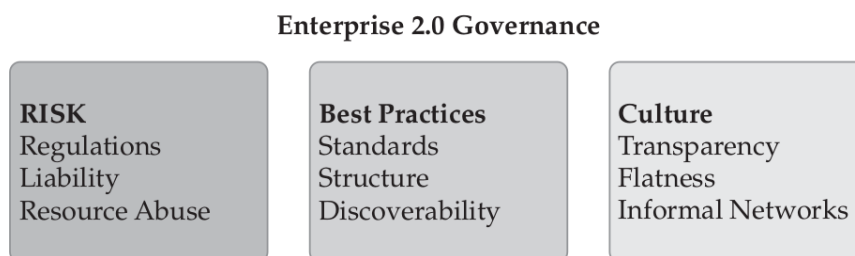 Enterprise 2.0 Governance
RISK
Regulations
Liability
Resource Abuse
Best Practices
Standards
Structure
Discoverability
Culture
Transparency
Flatness
Informal Networks